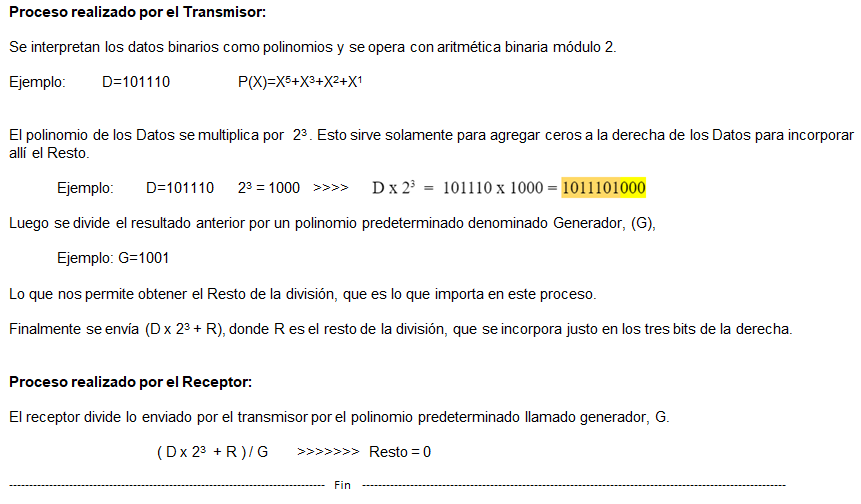 Proceso realizado por el Transmisor:
Se interpretan los datos binarios como polinomios y se opera con aritmética binaria módulo 2.
Ejemplo: D=101110 P(X)=X⁵+X³+X²+X¹
El polinomio de los Datos se multiplica por 2³. Esto sirve solamente para agregar ceros a la derecha de los Datos para incorporar
allí el Resto.
Ejemplo: D=101110 2³ = 1000 >>>> D x 2³ = 101110 x 1000 = 1011101000
Luego se divide el resultado anterior por un polinomio predeterminado denominado Generador, (G),
Ejemplo: G=1001
Lo que nos permite obtener el Resto de la división, que es lo que importa en este proceso.
Finalmente se envía (D x 2³ + R), donde R es el resto de la división, que se incorpora justo en los tres bits de la derecha.
Proceso realizado por el Receptor:
El receptor divide lo enviado por el transmisor por el polinomio predeterminado llamado generador, G.
( D x 2³ + R ) / G >>>>>>> Resto = 0
------------------------------ Fin ------------------------------